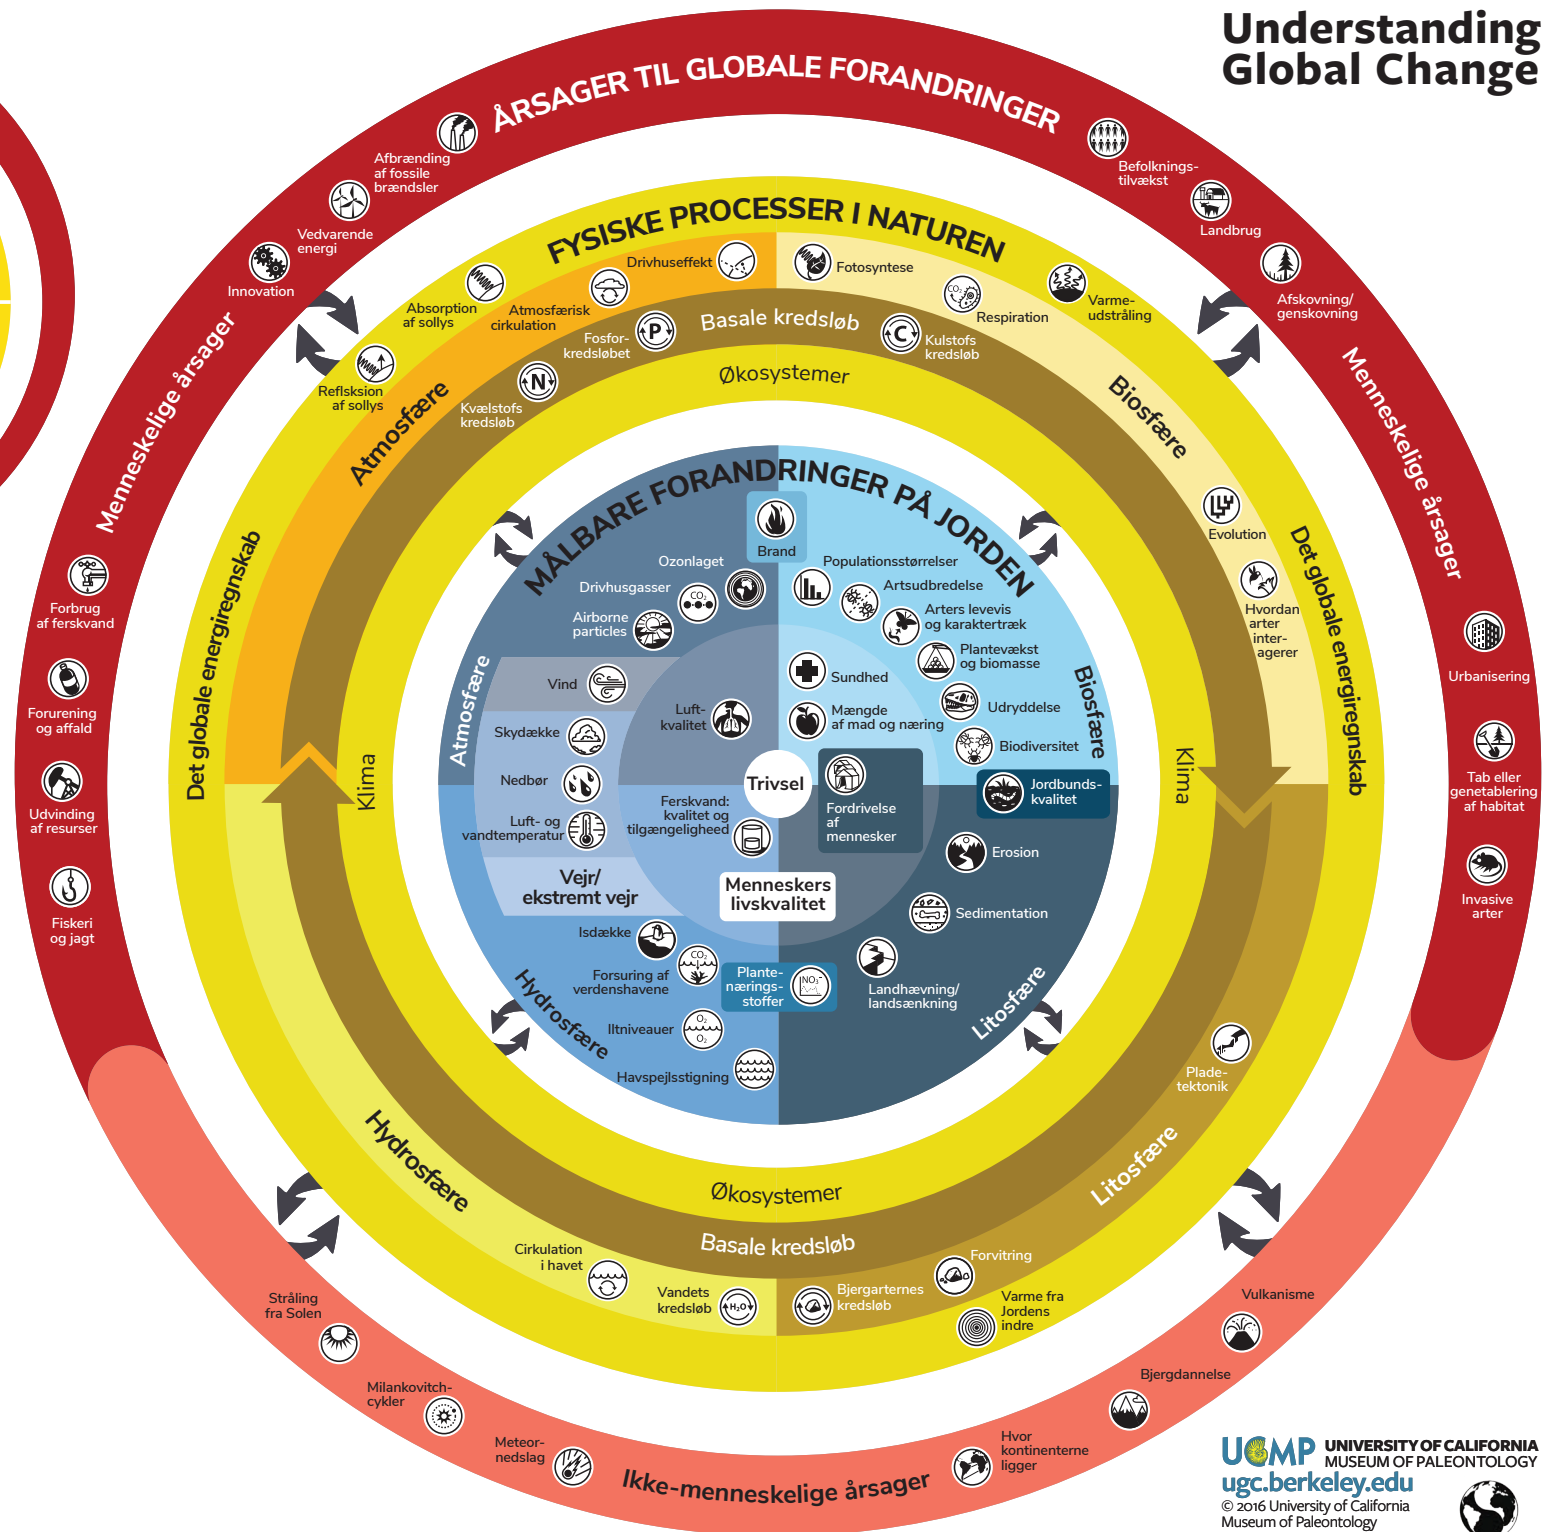 Understanding
Global Change
ÅRSAGER TIL GLOBALE FORANDRINGER
Afbrænding
af fossile
brændsler
Vedvarende
energi
Innovation
Menneskelige årsager
Forbrug
af ferskvand
Forurening
og affald
Udvinding
af resurser
Fiskeri
og jagt
Befolknings-
tilvækst
Landbrug
Afskovning/
genskovning
Menneskelige årsager
Urbanisering
Tab eller
genetablering
af habitat
Invasive
arter
FYSISKE PROCESSER I NATUREN
Drivhuseffekt
Absorption
af sollys
Atmosfærisk
cirkulation
Reflsksion
af sollys
Fosfor-
kredsløbet
P
Kvælstofs
kredsløb
N
Atmosfære
Det globale energiregnskab
Fotosyntese
CO2
Respiration
Varme-
udstråling
Basale kredsløb
C
Kulstofs
kredsløb
Økosystemer
Biosfære
Evolution
Hvordan
arter
inter-
agerer
Det globale energiregnskab
Klima
Klima
MÅLBARE FORANDRINGER PÅ JORDEN
Brand
Ozonlaget
Drivhusgasser
CO2
Airborne
particles
Atmosfære
Vind
Skydække
Nedbør
Luft- og
vandtemperatur
Vejr/
ekstremt vejr
Luft-
kvalitet
Populationsstørrelser
Artsudbredelse
Arters levevis
og karaktertræk
Plantevækst
og biomasse
Udryddelse
Biodiversitet
Biosfære
Sundhed
Mængde
af mad og næring
Trivsel
Jordbunds-
kvalitet
Fordrivelse
af
mennesker
Ferskvand:
kvalitet og
tilgængeligheed
Menneskers
livskvalitet
Erosion
Sedimentation
Landhævning/
landsænkning
Litosfære
Isdække
Forsuring af
verdenshavene
CO2
Plante-
nærings-
stoffer
NO3-
Iltniveauer
O2
O2
Havspejlsstigning
Hydrosfære
Plade-
tektonik
Litosfære
Hydrosfære
Økosystemer
Basale kredsløb
Cirkulation
i havet
Vandets
kredsløb
H2O
Bjergarternes
kredsløb
Forvitring
Varme fra
Jordens
indre
Stråling
fra Solen
Milankovitch-
cykler
Meteor-
nedslag
Ikke-menneskelige årsager
Hvor
kontinenterne
ligger
Bjergdannelse
Vulkanisme
UCMP UNIVERSITY OF CALIFORNIA
MUSEUM OF PALEONTOLOGY
ugc.berkeley.edu
© 2016 University of California
Museum of Paleontology